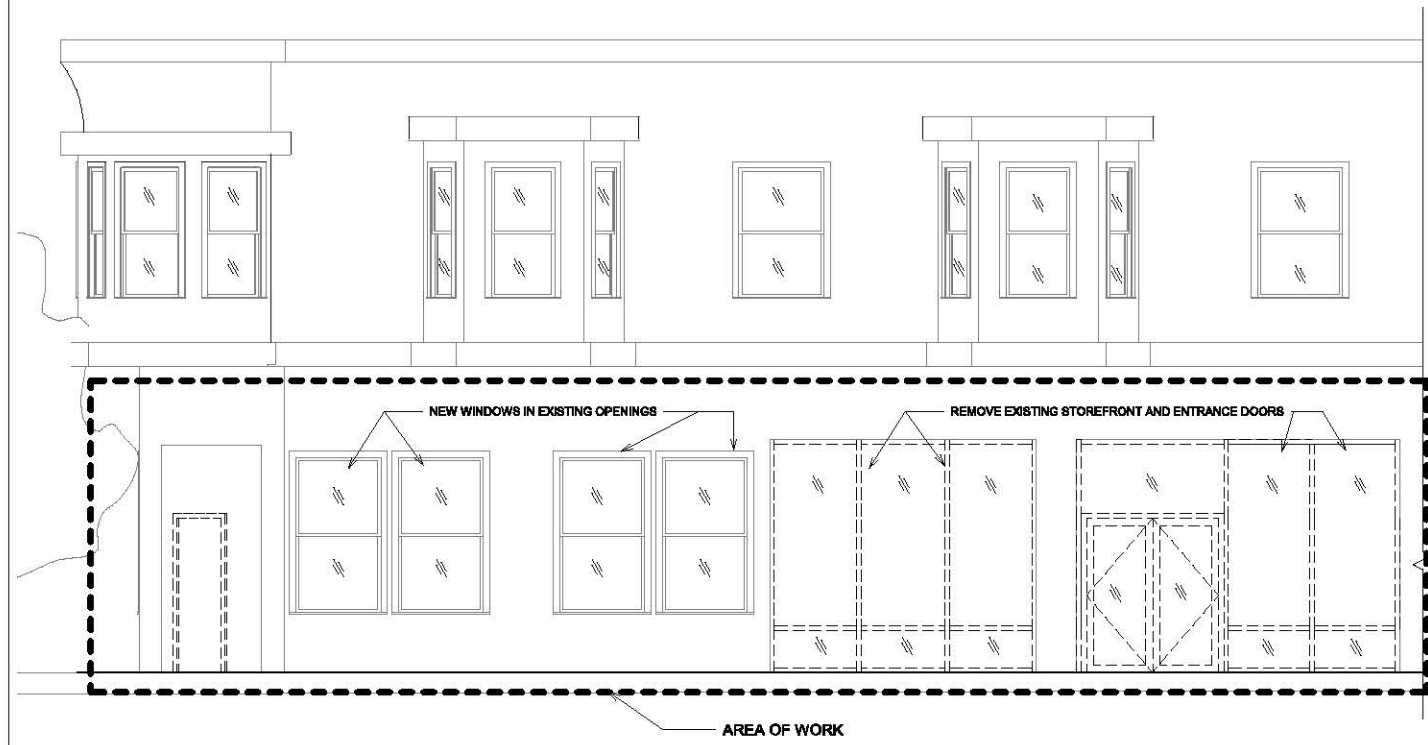 NEW WINDOWS IN EXISTING OPENINGS
REMOVE EXISTING STOREFRONT AND ENTRANCE DOORS
AREA OF WORK